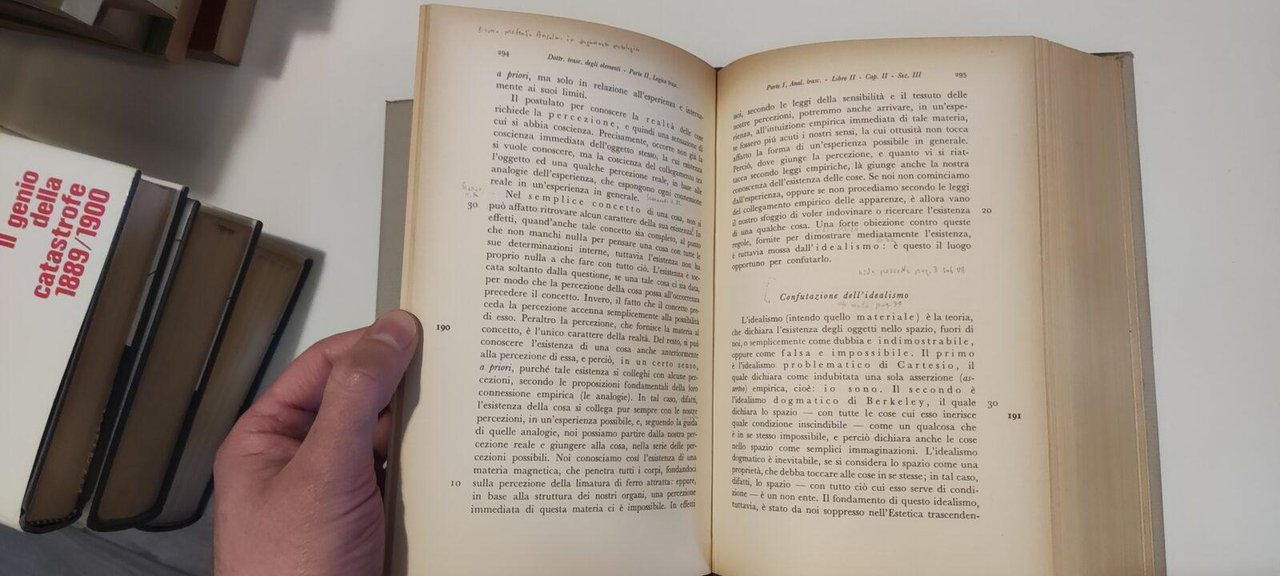 Il genio
della
catastrofe
1889/1900
294
Dottr. trasc. degli elementi - Parte II, Logica trasc.
a priori, ma solo in relazione all'esperienza e interna-
mente ai suoi limiti.
Il postulato per conoscere la realtà delle cose
richiede la percezione, e quindi una sensazione di
cui si abbia coscienza. Precisamente, occorre non già la
coscienza immediata dell'oggetto stesso, la cui esistenza
si vuole conoscere, ma la coscienza del collegamento tra
l'oggetto ed una qualche percezione reale, in base alle
analogie dell'esperienza, che espongono ogni connessione
reale in un'esperienza in generale.
30
Nel semplice concetto di una cosa, non si
può affatto ritrovare alcun carattere della sua esistenza. In
effetti, quand'anche tale concetto sia completo, al punto
che non manchi nulla per pensare una cosa con tutte le
sue determinazioni interne, tuttavia l'esistenza non ha
proprio nulla a che fare con tutto ciò. L'esistenza è toc-
cata soltanto dalla questione, se una tale cosa ci sia data,
per modo che la percezione della cosa possa all'occorrenza
precedere il concetto. Invero, il fatto che il concetto pre-
ceda la percezione accenna semplicemente alla possibilità
di esso. Peraltro la percezione, che fornisce la materia al
190
concetto, è l'unico carattere della realtà. Del resto, si può
conoscere l'esistenza di una cosa anche anteriormente
alla percezione di essa, e perciò, in un certo senso,
a priori, purché tale esistenza si colleghi con alcune per-
cezioni, secondo le proposizioni fondamentali della loro
connessione empirica (le analogie). In tal caso, difatti,
l'esistenza della cosa si collega pur sempre con le nostre
percezioni, in un'esperienza possibile, e, seguendo la guida
di quelle analogie, noi possiamo partire dalla nostra per-
cezione reale e giungere alla cosa, nella serie delle per-
cezioni possibili. Noi conosciamo così l'esistenza di una
materia magnetica, che penetra tutti i corpi, fondandoci
10 sulla percezione della limatura di ferro attratta: eppure,
in base alla struttura dei nostri organi, una percezione
immediata di questa materia ci è impossibile. In effetti
Parte I, Anal. trasc. - Libro II - Cap. II - Sez. III
295
noi, secondo le leggi della sensibilità e il tessuto delle
nostre percezioni, potremmo anche arrivare, in un'espe-
rienza, all'intuizione empirica immediata di tale materia,
se fossero più acuti i nostri sensi, la cui ottusità non tocca
affatto la forma di un'esperienza possibile in generale.
Perciò, dove giunge la percezione, e quanto vi si riat-
tacca secondo leggi empiriche, là giunge anche la nostra
conoscenza dell'esistenza delle cose. Se noi non cominciamo
dall'esperienza, oppure se non procediamo secondo le leggi
del collegamento empirico delle apparenze, è allora vano
il nostro sfoggio di voler indovinare o ricercare l'esistenza 20
di una qualche cosa. Una forte obiezione contro queste
regole, fornite per dimostrare mediatamente l'esistenza,
è tuttavia mossa dall'idealismo: è questo il luogo
opportuno per confutarlo.
Confutazione dell'idealismo
L'idealismo (intendo quello materiale) è la teoria,
che dichiara l'esistenza degli oggetti nello spazio, fuori di
noi, o semplicemente come dubbia e indimostrabile,
oppure come falsa e impossibile. Il primo
è l'idealismo problematico di Cartesio, il
quale dichiara come indubitata una sola asserzione (as-
sertio) empirica, cioè: io sono. Il secondo è
l'idealismo dogmatico di Berkeley, il quale 30
dichiara lo spazio — con tutte le cose cui esso inerisce 191
quale condizione inscindibile — come un qualcosa che
è in se stesso impossibile, e perciò dichiara anche le cose
nello spazio come semplici immaginazioni. L'idealismo
dogmatico è inevitabile, se si considera lo spazio come una
proprietà, che debba toccare alle cose in se stesse; in tal caso,
difatti, lo spazio — con tutto ciò cui esso serve di condi-
zione — è un non ente. Il fondamento di questo idealismo,
tuttavia, è stato da noi soppresso nell'Estetica trascenden-